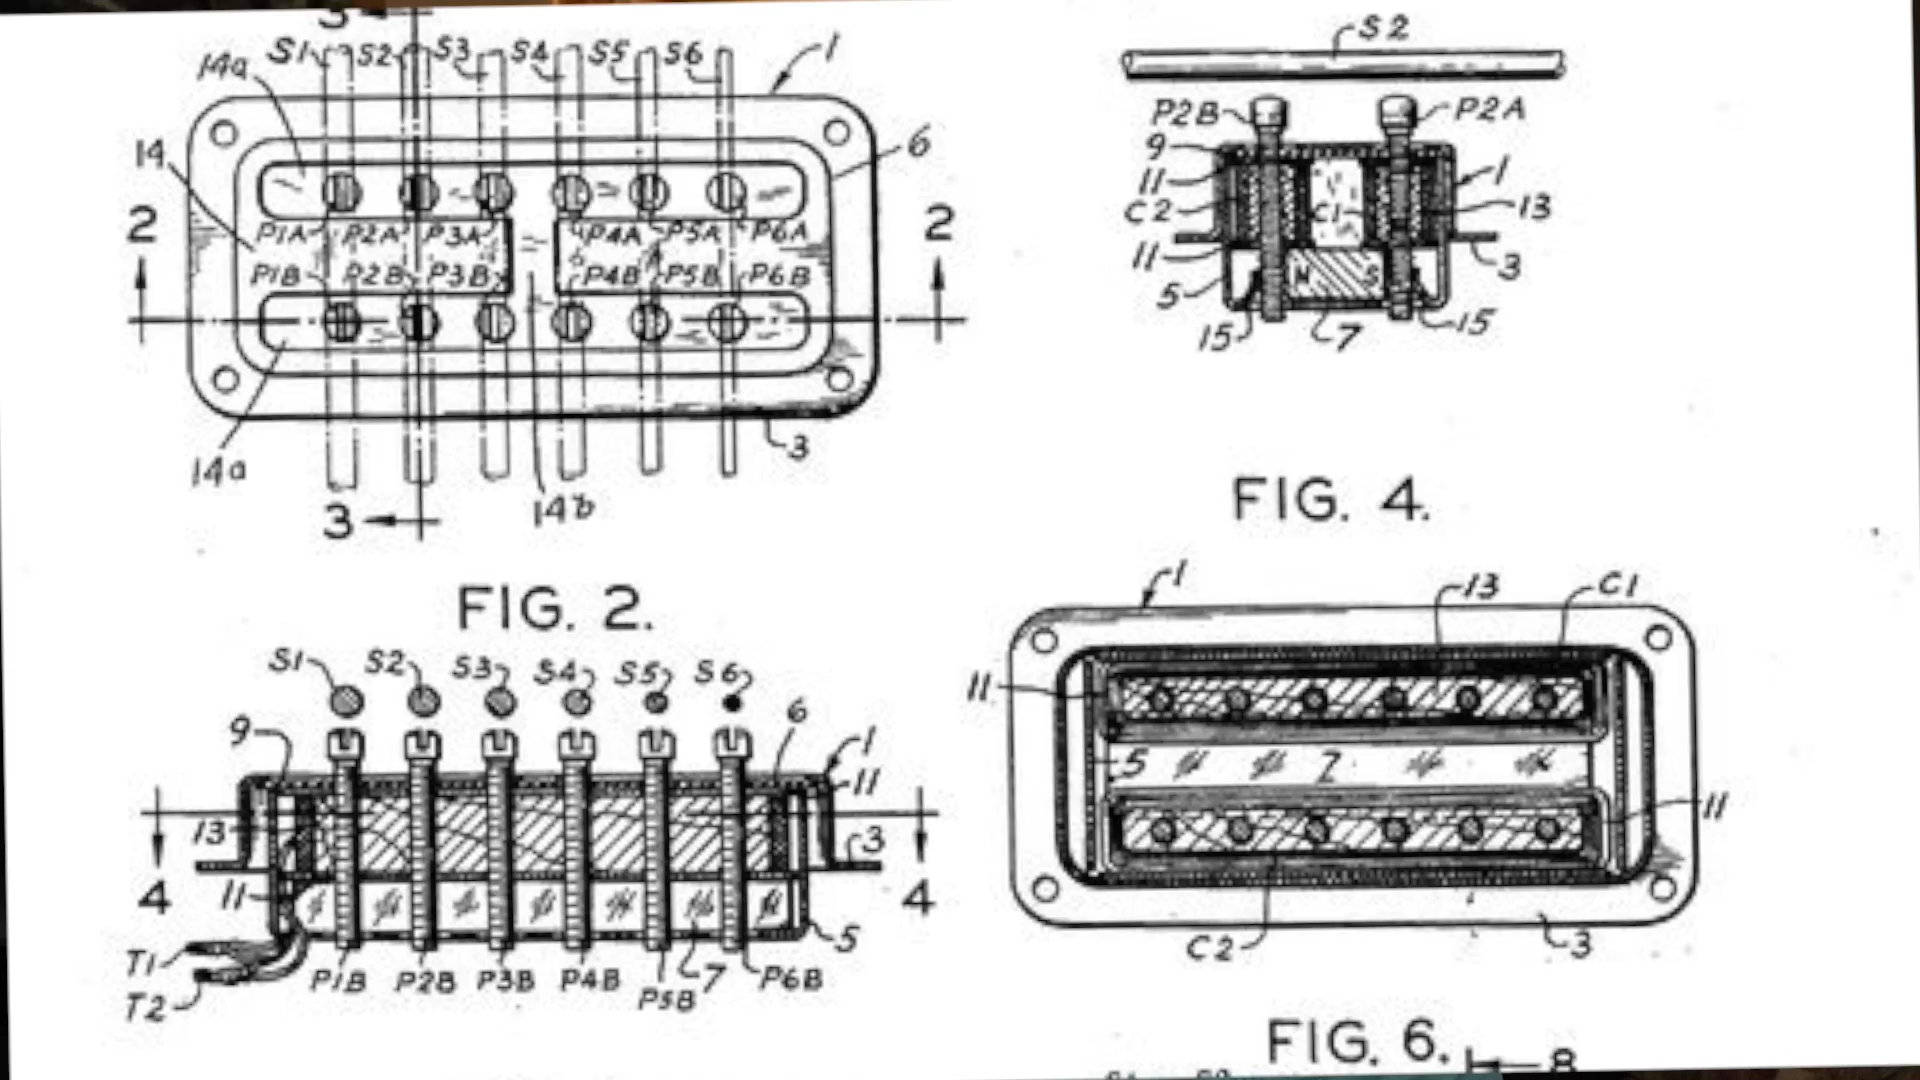 3
S1 S2 S3 S4 S5 S6
1
14a
14
6
2 2
P1A P2A P3A P4A P5A P6A
P1B P2B P3B P4B P5B P6B
3
14a
14b
3
S2
P2B P2A
9
11 1
C2 C1 13
11 3
N S
5
15 7 15
FIG. 4.
1 13 C1
11
5 7
11
C2 3
FIG. 2.
S1 S2 S3 S4 S5 S6
9 6 1
11
13 3
4 11 4
5
T1
T2
P1B P2B P3B P4B P5B 7 P6B
FIG. 6.
8